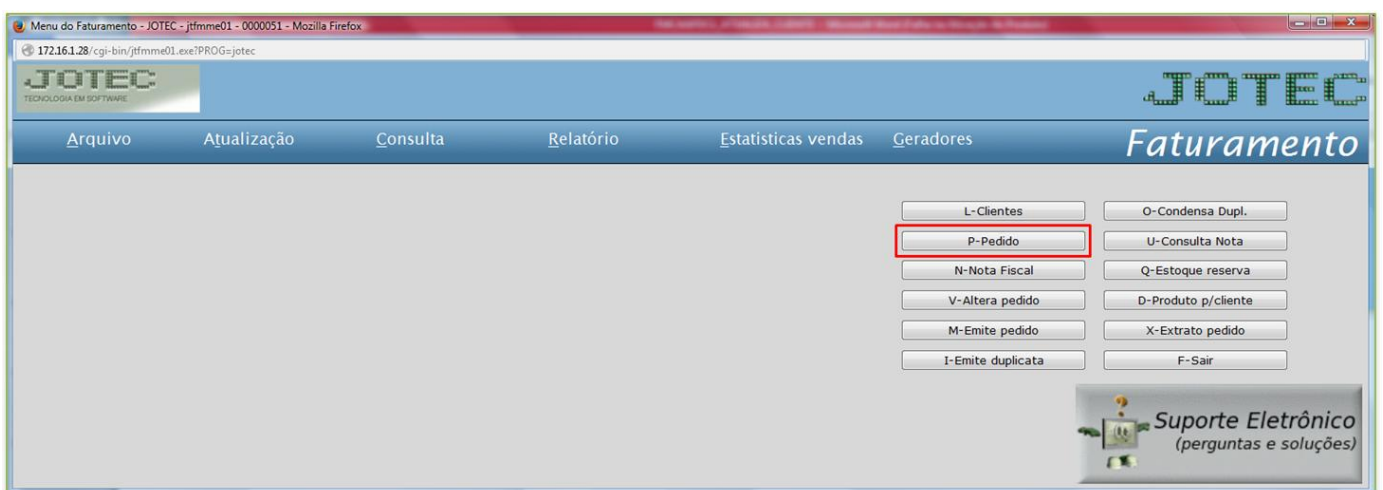 Menu do Faturamento - JOTEC - jtfmme01 - 0000051 - Mozilla Firefox
172.16.1.28/cgi-bin/jtfmme01.exe?PROG=jotec
JOTEC
TECNOLOGIA EM SOFTWARE
JOTEC
Arquivo Atualização Consulta Relatório Estatisticas vendas Geradores Faturamento
L-Clientes O-Condensa Dupl.
P-Pedido U-Consulta Nota
N-Nota Fiscal Q-Estoque reserva
V-Altera pedido D-Produto p/cliente
M-Emite pedido X-Extrato pedido
I-Emite duplicata F-Sair
Suporte Eletrônico
(perguntas e soluções)